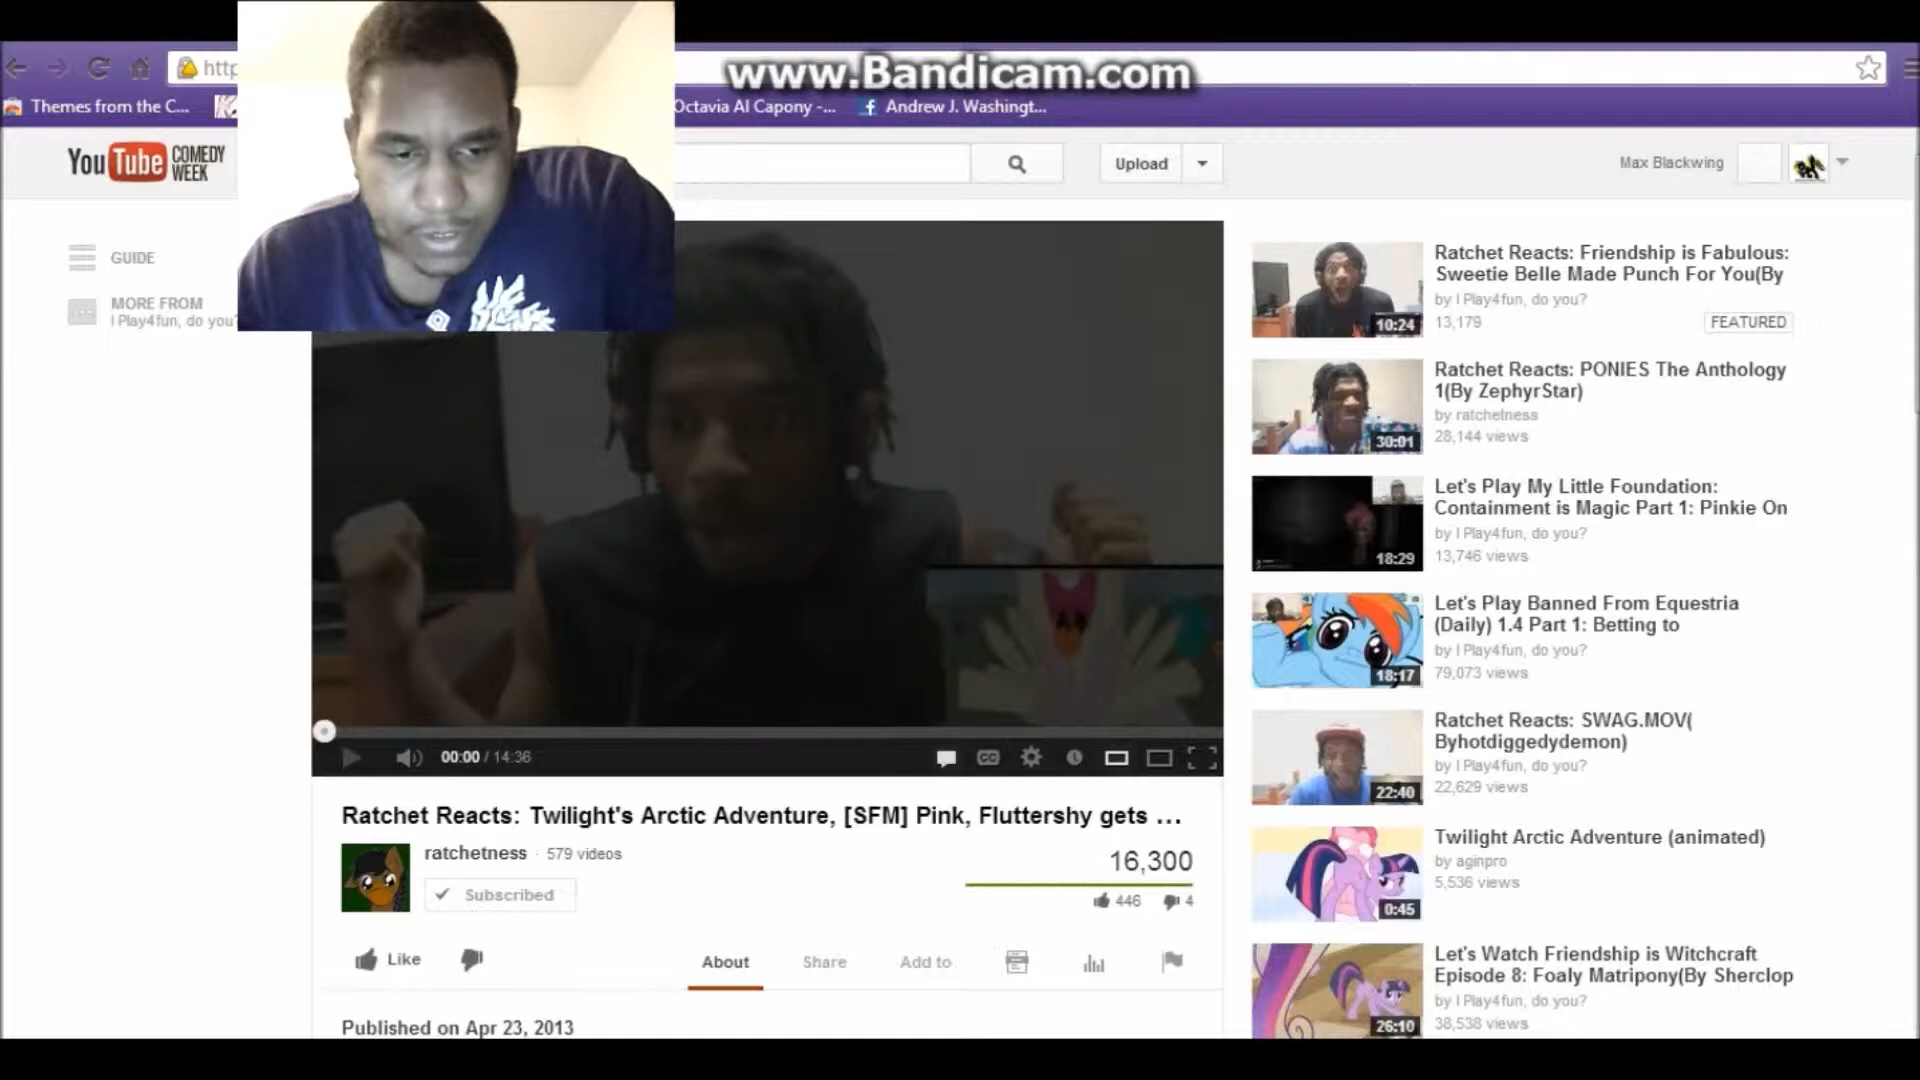 www.Bandicam.com
http
Themes from the C...
Octavia Al Capony -...
Andrew J. Washingt...
YouTube COMEDY WEEK
Upload
Max Blackwing
GUIDE
MORE FROM
I Play4fun, do you?
00:00 / 14:36
CC
Ratchet Reacts: Twilight's Arctic Adventure, [SFM] Pink, Fluttershy gets ...
ratchetness · 579 videos
Subscribed
16,300
446
4
Like
About
Share
Add to
Published on Apr 23, 2013
10:24
Ratchet Reacts: Friendship is Fabulous:
Sweetie Belle Made Punch For You(By
by I Play4fun, do you?
13,179
FEATURED
30:01
Ratchet Reacts: PONIES The Anthology
1(By ZephyrStar)
by ratchetness
28,144 views
18:29
Let's Play My Little Foundation:
Containment is Magic Part 1: Pinkie On
by I Play4fun, do you?
13,746 views
18:17
Let's Play Banned From Equestria
(Daily) 1.4 Part 1: Betting to
by I Play4fun, do you?
79,073 views
22:40
Ratchet Reacts: SWAG.MOV(
Byhotdiggedydemon)
by I Play4fun, do you?
22,629 views
0:45
Twilight Arctic Adventure (animated)
by aginpro
5,536 views
26:10
Let's Watch Friendship is Witchcraft
Episode 8: Foaly Matripony(By Sherclop
by I Play4fun, do you?
38,538 views